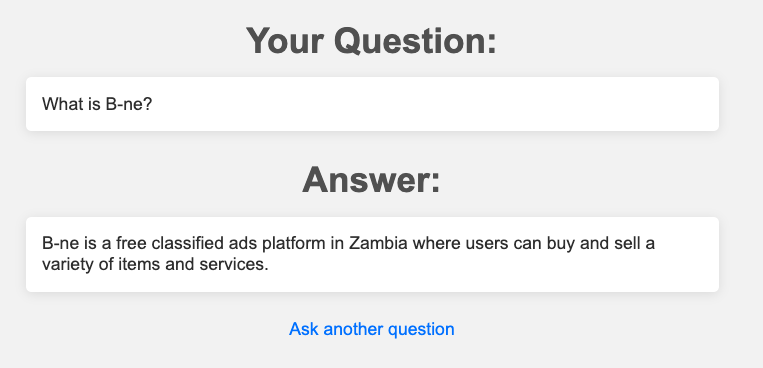 Your Question:
What is B-ne?
Answer:
B-ne is a free classified ads platform in Zambia where users can buy and sell a
variety of items and services.
Ask another question